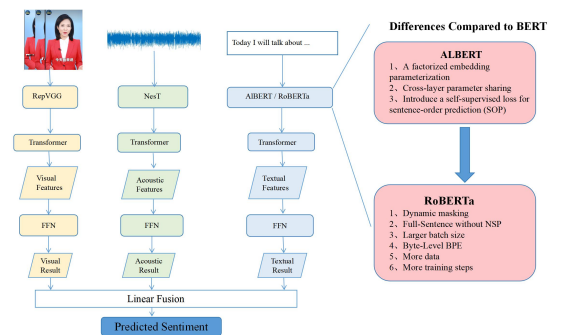 Today I will talk about ...
Differences Compared to BERT
ALBERT
1、 A factorized embedding
parameterization
2、 Cross-layer parameter sharing
3、 Introduce a self-supervised loss for
sentence-order prediction (SOP)
RepVGG
NesT
AlBERT / RoBERTa
Transformer
Transformer
Transformer
Visual
Features
Acoustic
Features
Textual
Features
RoBERTa
1、 Dynamic masking
2、 Full-Sentence without NSP
3、 Larger batch size
4、 Byte-Level BPE
5、 More data
6、 More training steps
FFN
FFN
FFN
Visual
Result
Acoustic
Result
Textual
Result
Linear Fusion
Predicted Sentiment